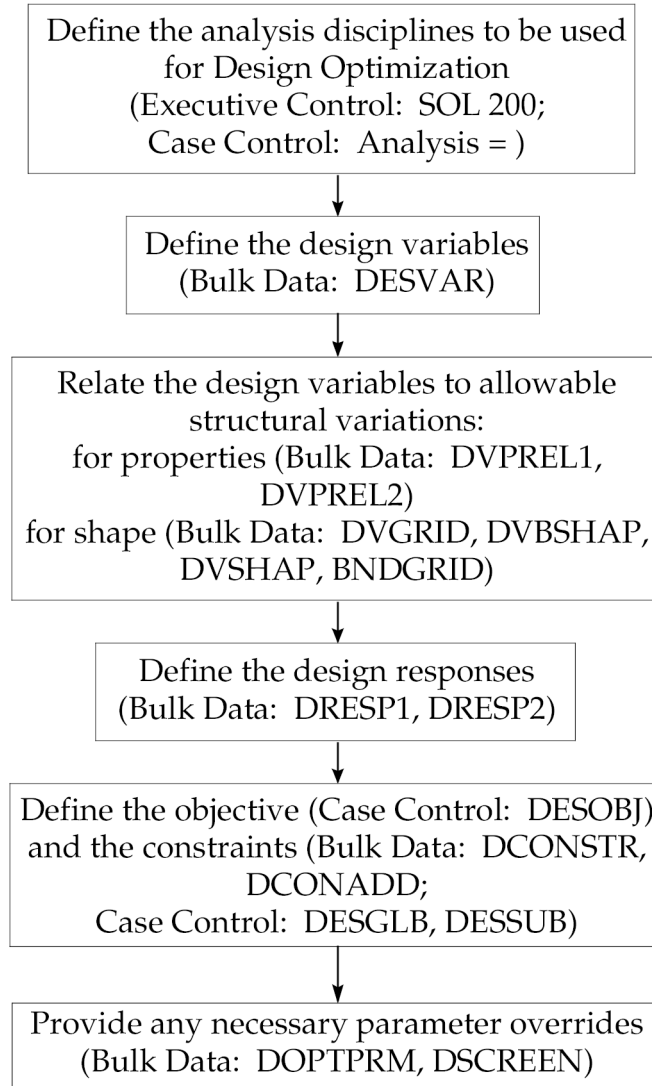 Define the analysis disciplines to be used
for Design Optimization
(Executive Control:  SOL 200;
Case Control:  Analysis = )
Define the design variables
(Bulk Data:  DESVAR)
Relate the design variables to allowable
structural variations:
for properties (Bulk Data:  DVPREL1,
DVPREL2)
for shape (Bulk Data:  DVGRID, DVBSHAP,
DVSHAP, BNDGRID)
Define the design responses
(Bulk Data:  DRESP1, DRESP2)
Define the objective (Case Control:  DESOBJ)
and the constraints (Bulk Data:  DCONSTR,
DCONADD;
Case Control:  DESGLB, DESSUB)
Provide any necessary parameter overrides
(Bulk Data:  DOPTPRM, DSCREEN)